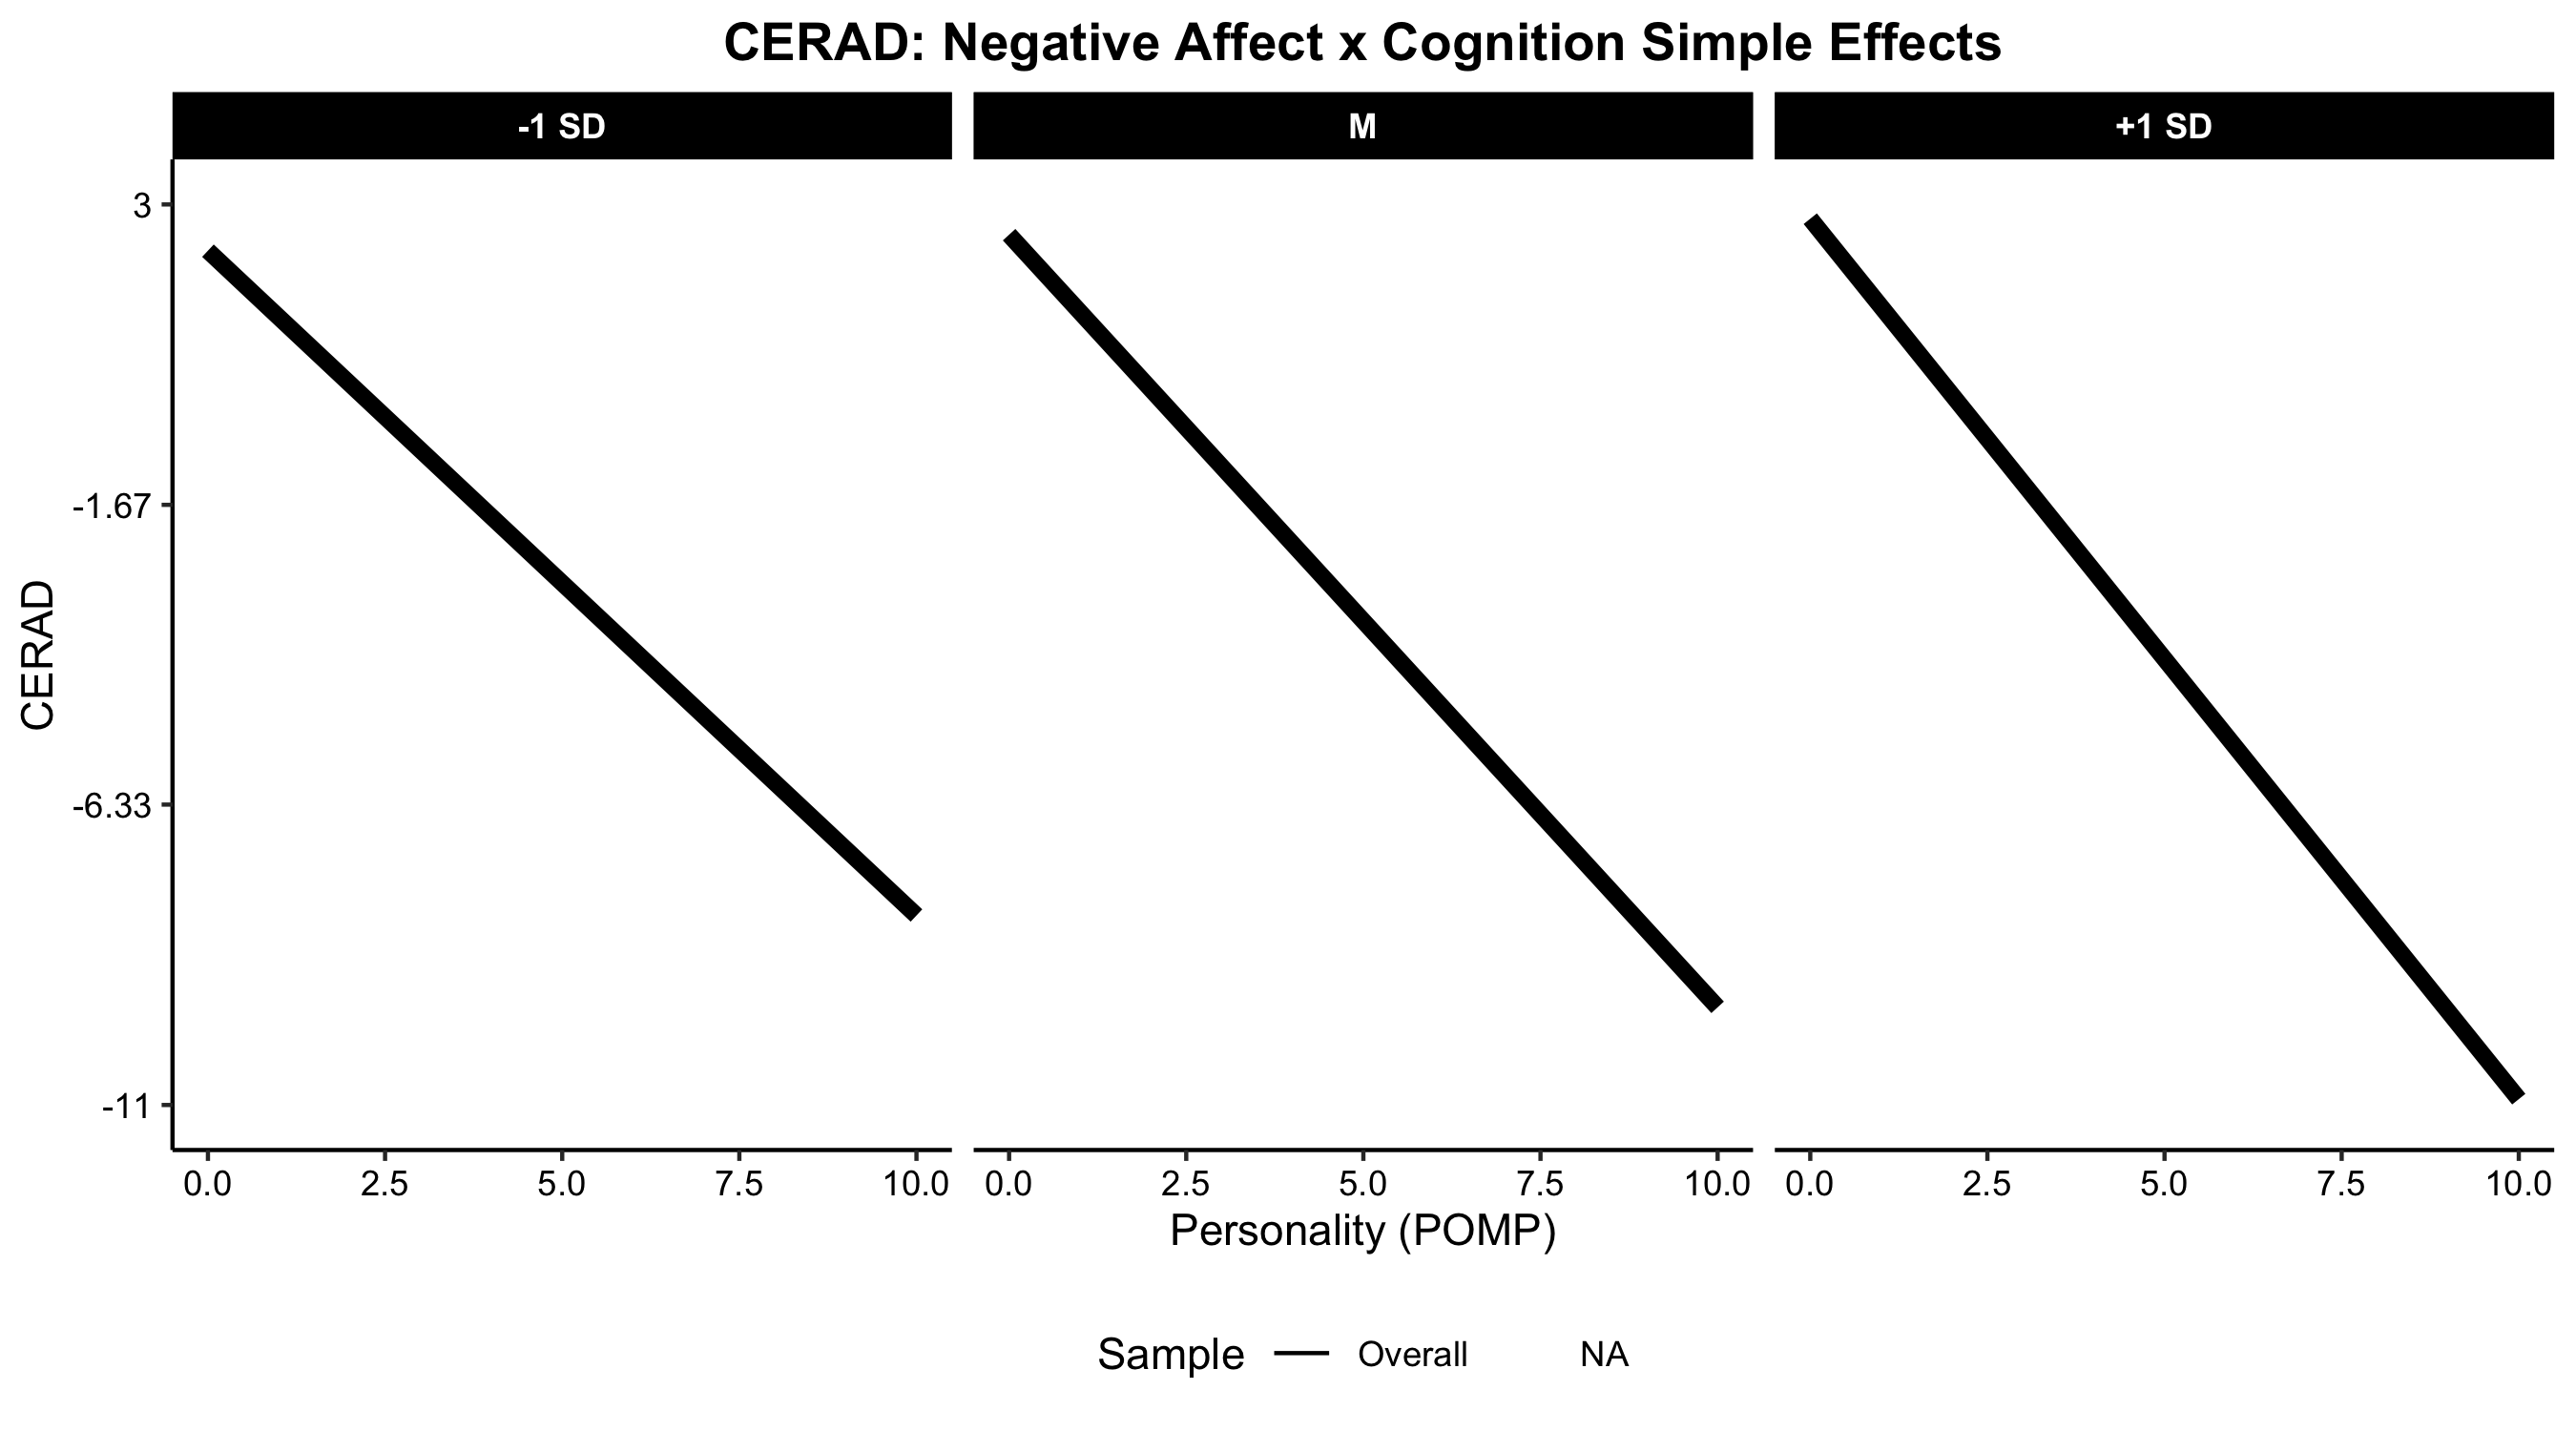 CERAD: Negative Affect x Cognition Simple Effects
-1 SD M +1 SD
3
-1.67
-6.33
-11
CERAD
0.0 2.5 5.0 7.5 10.0 0.0 2.5 5.0 7.5 10.0 0.0 2.5 5.0 7.5 10.0
Personality (POMP)
Sample Overall NA